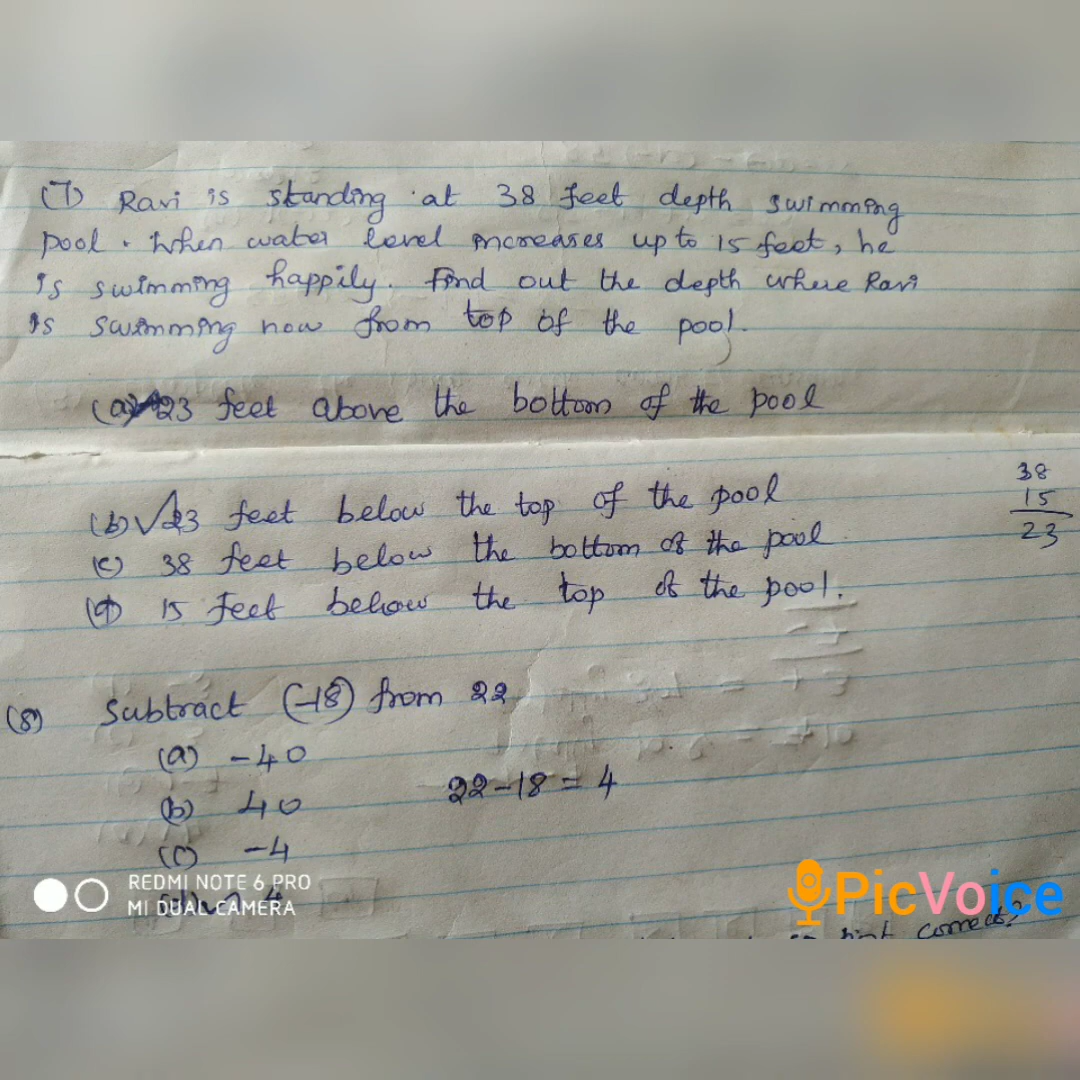 (7) Ravi is standing at 38 feet depth swimming
pool. When water level increases up to 15 feet, he
is swimming happily. Find out the depth where Ravi
is swimming now from top of the pool.
(a) 23 feet above the bottom of the pool
(b) ✓ 23 feet below the top of the pool
(c) 38 feet below the bottom of the pool
(d) 15 feet below the top of the pool.
38
15
23
(8) Subtract (-18) from 22
(a) -40
(b) 40
22-18 = 4
(c) -4
4
REDMI NOTE 6 PRO
MI DUAL CAMERA
PicVoice
correct?